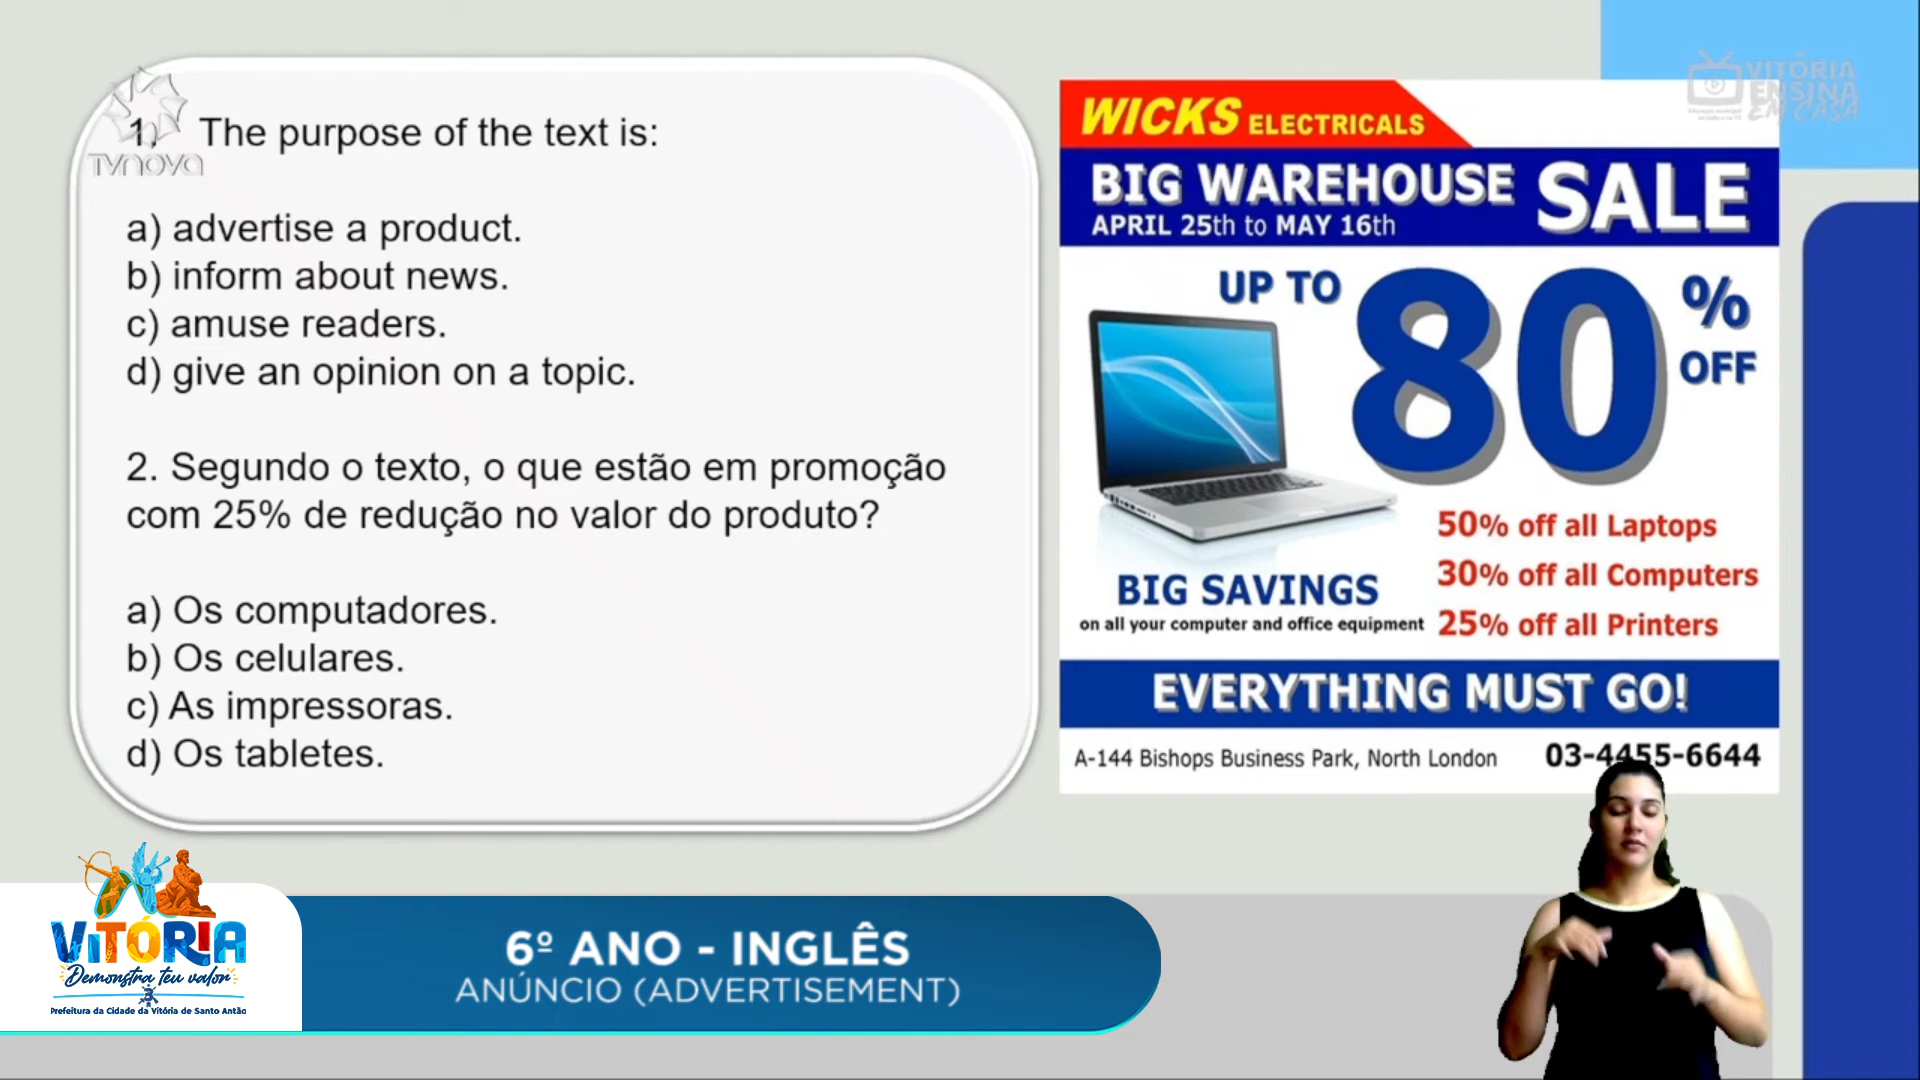 TVNOVA
1. The purpose of the text is:
a) advertise a product.
b) inform about news.
c) amuse readers.
d) give an opinion on a topic.
2. Segundo o texto, o que estão em promoção
com 25% de redução no valor do produto?
a) Os computadores.
b) Os celulares.
c) As impressoras.
d) Os tabletes.
VITÓRIA
ENSINA
EM CASA
WICKS ELECTRICALS
BIG WAREHOUSE SALE
APRIL 25th to MAY 16th
UP TO 80% OFF
50% off all Laptops
30% off all Computers
25% off all Printers
BIG SAVINGS
on all your computer and office equipment
EVERYTHING MUST GO!
A-144 Bishops Business Park, North London 03-4455-6644
VITÓRIA
Demonstra teu valor
Prefeitura da Cidade da Vitória de Santo Antão
6º ANO - INGLÊS
ANÚNCIO (ADVERTISEMENT)